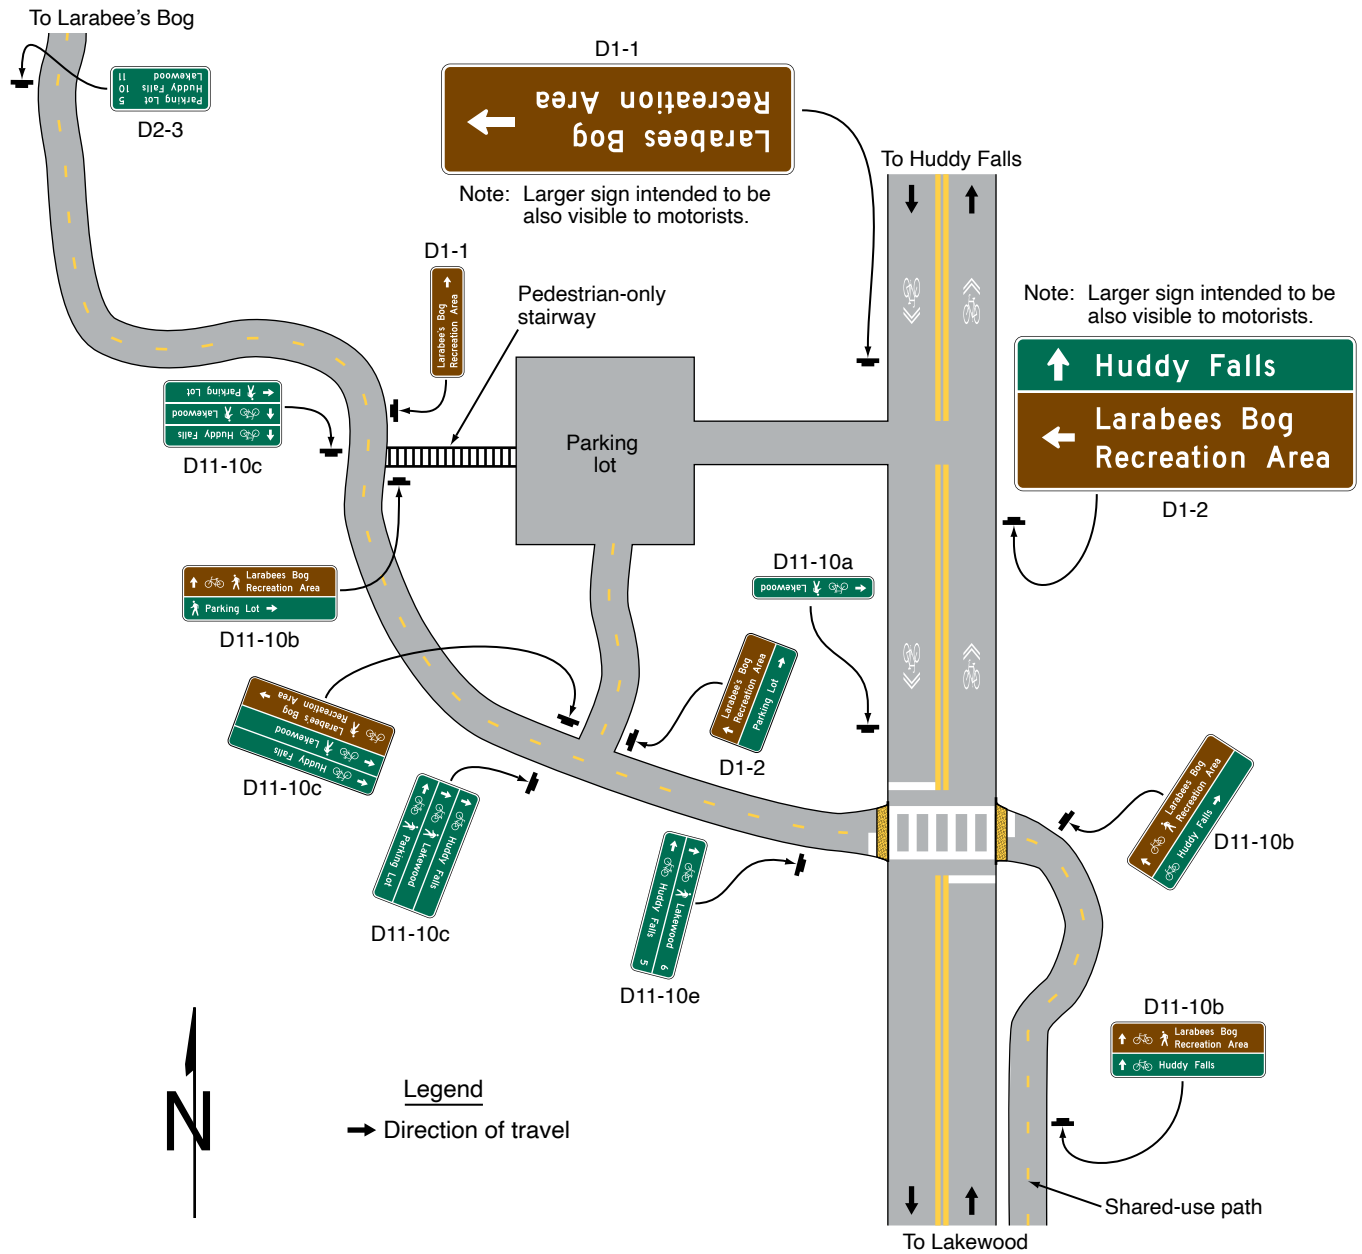 To Larabee's Bog
Parking Lot 5
Huddy Falls 10
Lakewood 11
D2-3
D1-1
Larabees Bog
Recreation Area
Note: Larger sign intended to be
also visible to motorists.
To Huddy Falls
D1-1
Larabee's Bog
Recreation Area
Pedestrian-only
stairway
Note: Larger sign intended to be
also visible to motorists.
Huddy Falls
Larabees Bog
Recreation Area
D1-2
Huddy Falls
Lakewood
Parking Lot
D11-10c
Parking
lot
Larabees Bog
Recreation Area
Parking Lot
D11-10b
D11-10a
Lakewood
Larabee's Bog
Recreation Area
Parking Lot
D1-2
Huddy Falls
Lakewood
Larabee's Bog
Recreation Area
D11-10c
Huddy Falls
Lakewood
Parking Lot
D11-10c
Lakewood 6
Huddy Falls 5
D11-10e
Larabees Bog
Recreation Area
Huddy Falls
D11-10b
D11-10b
Larabees Bog
Recreation Area
Huddy Falls
N
Legend
Direction of travel
Shared-use path
To Lakewood